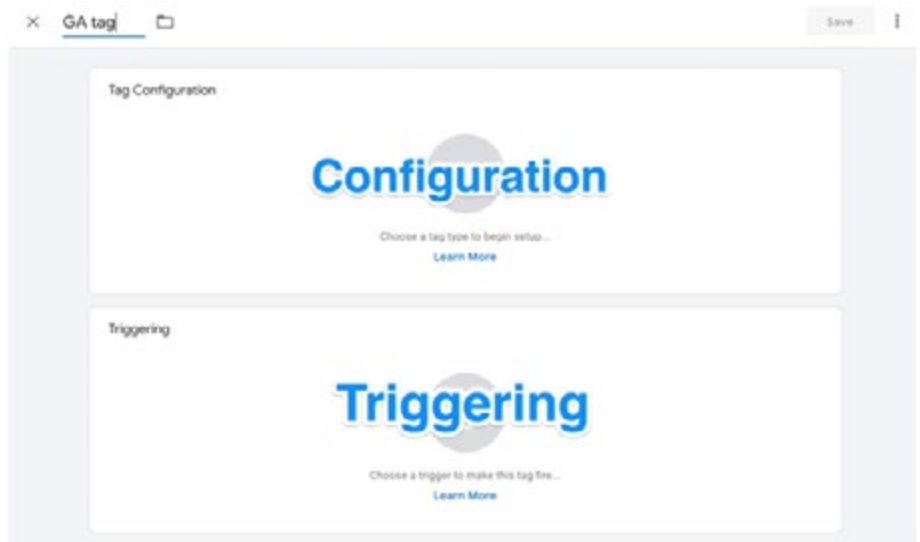 GA tag
Save
Tag Configuration
Configuration
Choose a tag type to begin setup...
Learn More
Triggering
Triggering
Choose a trigger to make this tag fire...
Learn More